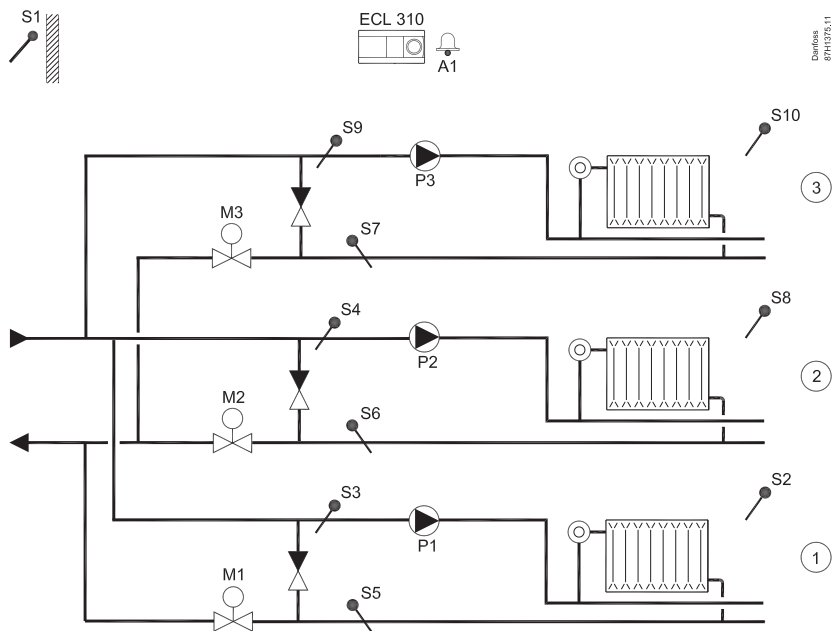 S1
ECL 310
A1
Danfoss
87H1375.11
S10
S9
P3
3
M3
S7
S8
S4
P2
2
M2
S6
S2
S3
P1
1
M1
S5